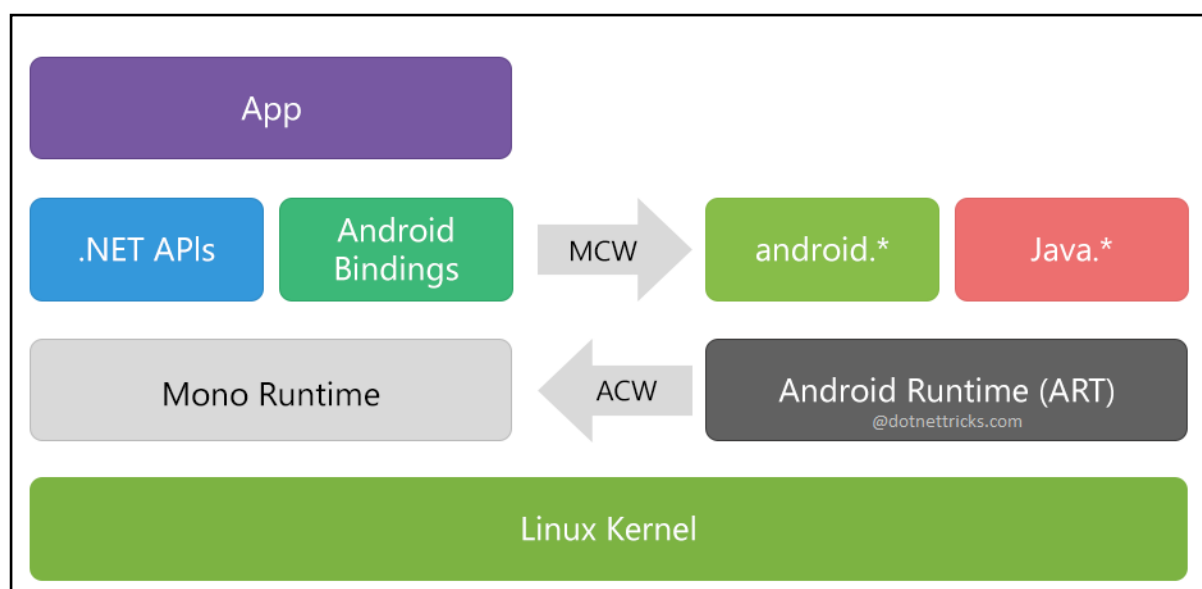 App
.NET APIs
Android
Bindings
MCW
android.*
Java.*
Mono Runtime
ACW
Android Runtime (ART)
@dotnettricks.com
Linux Kernel